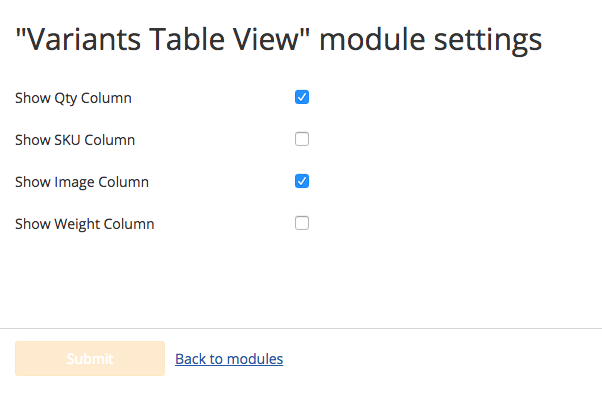 "Variants Table View" module settings
Show Qty Column
Show SKU Column
Show Image Column
Show Weight Column
Submit
Back to modules